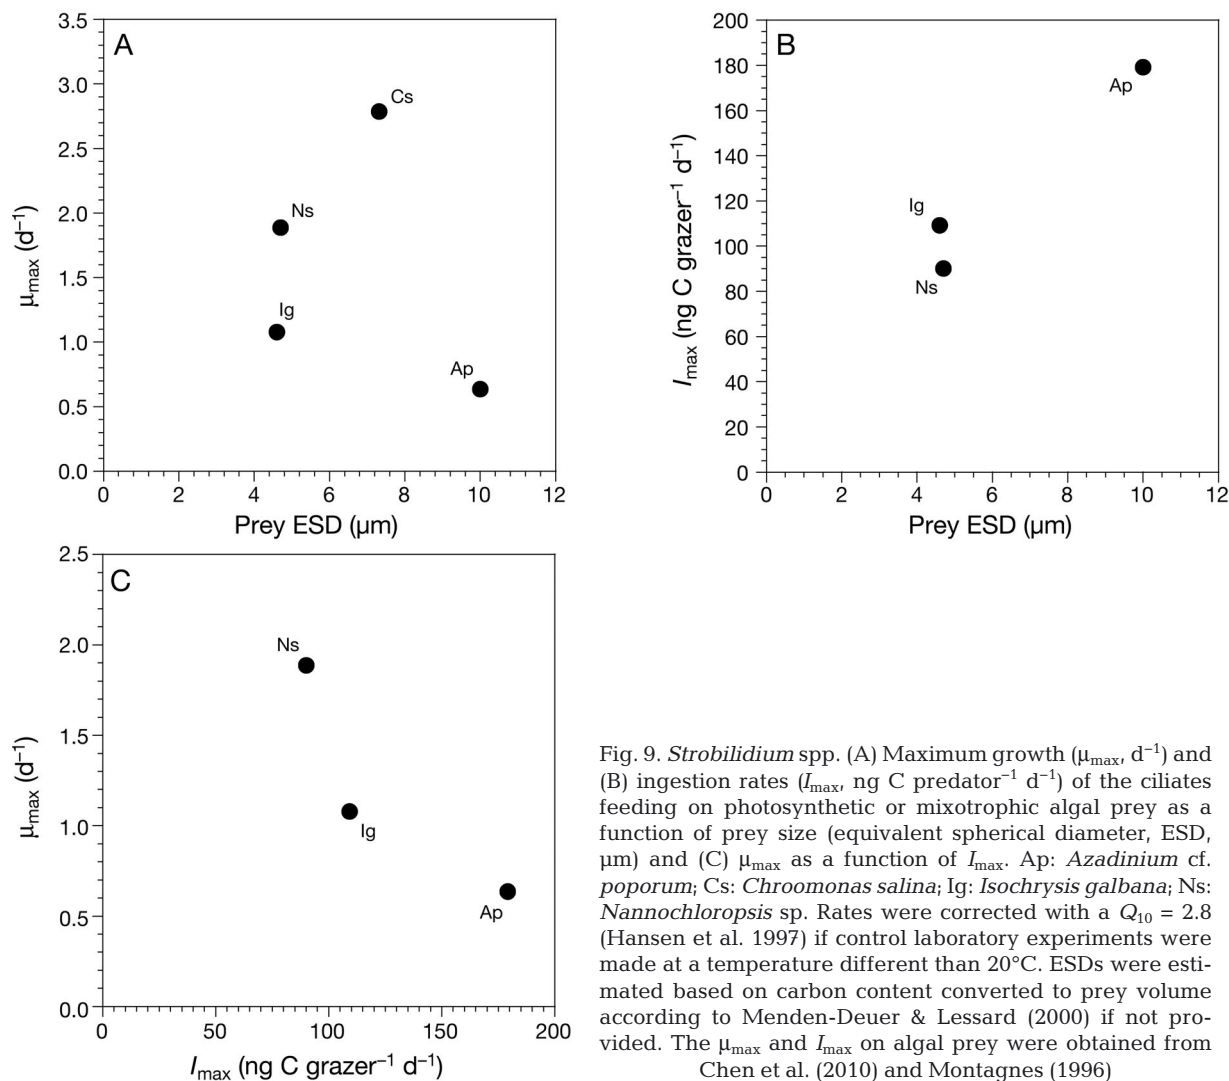 A
3.5
3.0
2.5
2.0
1.5
1.0
0.5
0.0
μmax (d⁻¹)
Cs
Ns
Ig
Ap
0 2 4 6 8 10 12
Prey ESD (μm)
B
200
180
160
140
120
100
80
60
40
20
0
Imax (ng C grazer⁻¹ d⁻¹)
Ap
Ig
Ns
0 2 4 6 8 10 12
Prey ESD (μm)
C
2.5
2.0
1.5
1.0
0.5
0.0
μmax (d⁻¹)
Ns
Ig
Ap
0 50 100 150 200
Imax (ng C grazer⁻¹ d⁻¹)
Fig. 9. Strobilidium spp. (A) Maximum growth (μmax, d⁻¹) and
(B) ingestion rates (Imax, ng C predator⁻¹ d⁻¹) of the ciliates
feeding on photosynthetic or mixotrophic algal prey as a
function of prey size (equivalent spherical diameter, ESD,
μm) and (C) μmax as a function of Imax. Ap: Azadinium cf.
poporum; Cs: Chroomonas salina; Ig: Isochrysis galbana; Ns:
Nannochloropsis sp. Rates were corrected with a Q10 = 2.8
(Hansen et al. 1997) if control laboratory experiments were
made at a temperature different than 20°C. ESDs were esti-
mated based on carbon content converted to prey volume
according to Menden-Deuer & Lessard (2000) if not pro-
vided. The μmax and Imax on algal prey were obtained from
Chen et al. (2010) and Montagnes (1996)